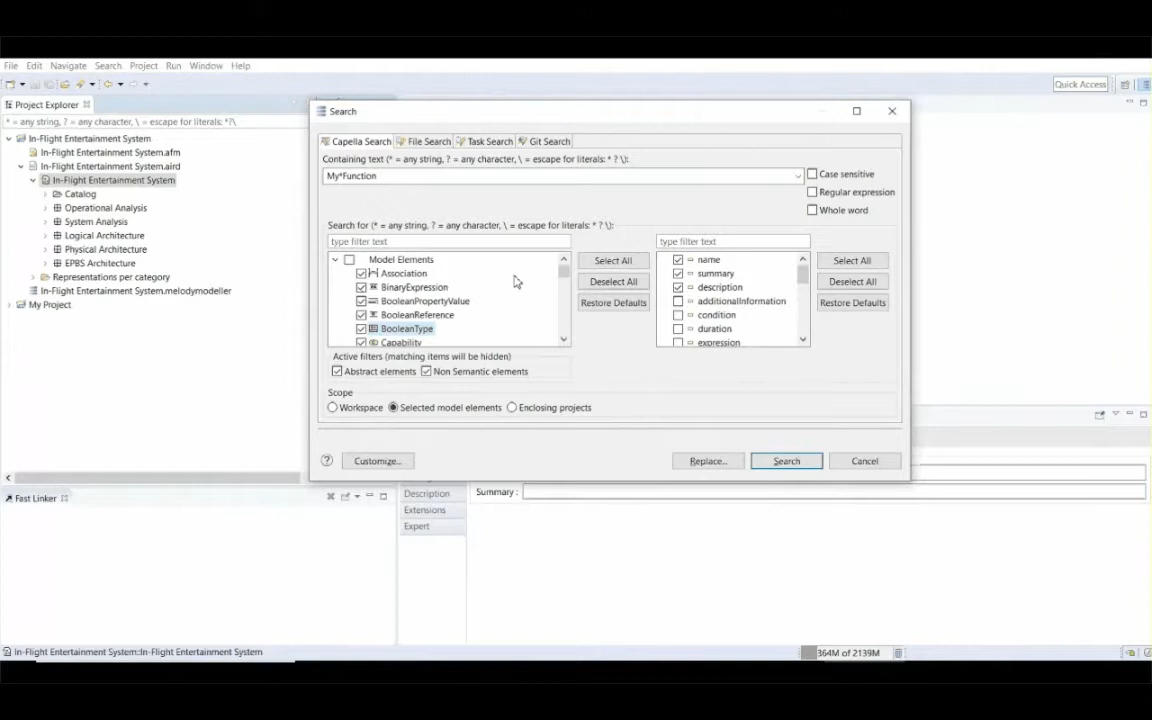 File Edit Navigate Search Project Run Window Help
Quick Access
Project Explorer
* = any string, ? = any character, \ = escape for literals: *?\
In-Flight Entertainment System
In-Flight Entertainment System.afm
In-Flight Entertainment System.aird
In-Flight Entertainment System
Catalog
Operational Analysis
System Analysis
Logical Architecture
Physical Architecture
EPBS Architecture
Representations per category
In-Flight Entertainment System.melodymodeller
My Project
Search
Capella Search File Search Task Search Git Search
Containing text (* = any string, ? = any character, \ = escape for literals: * ? \):
My*Function
Case sensitive
Regular expression
Whole word
Search for (* = any string, ? = any character, \ = escape for literals: * ? \):
type filter text
Model Elements
Association
BinaryExpression
BooleanPropertyValue
BooleanReference
BooleanType
Capability
Select All
Deselect All
Restore Defaults
type filter text
name
summary
description
additionalInformation
condition
duration
expression
Select All
Deselect All
Restore Defaults
Active filters (matching items will be hidden)
Abstract elements Non Semantic elements
Scope
Workspace Selected model elements Enclosing projects
? Customize... Replace... Search Cancel
Fast Linker
Description
Extensions
Expert
Summary :
In-Flight Entertainment System::In-Flight Entertainment System
364M of 2139M